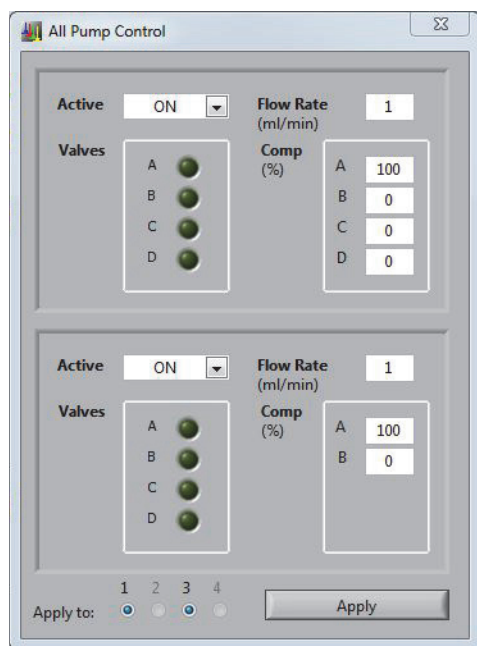 All Pump Control
Active ON Flow Rate 1
(ml/min)
Valves Comp
(%)
A A 100
B B 0
C C 0
D D 0
Active ON Flow Rate 1
(ml/min)
Valves Comp
(%)
A A 100
B B 0
C
D
1 2 3 4
Apply to: Apply